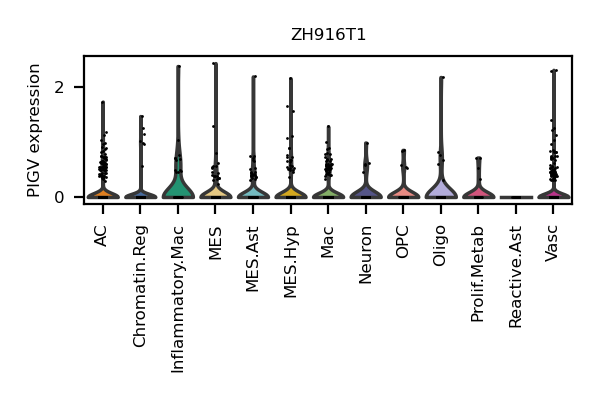 ZH916T1
PIGV expression
2
0
AC
Chromatin.Reg
Inflammatory.Mac
MES
MES.Ast
MES.Hyp
Mac
Neuron
OPC
Oligo
Prolif.Metab
Reactive.Ast
Vasc